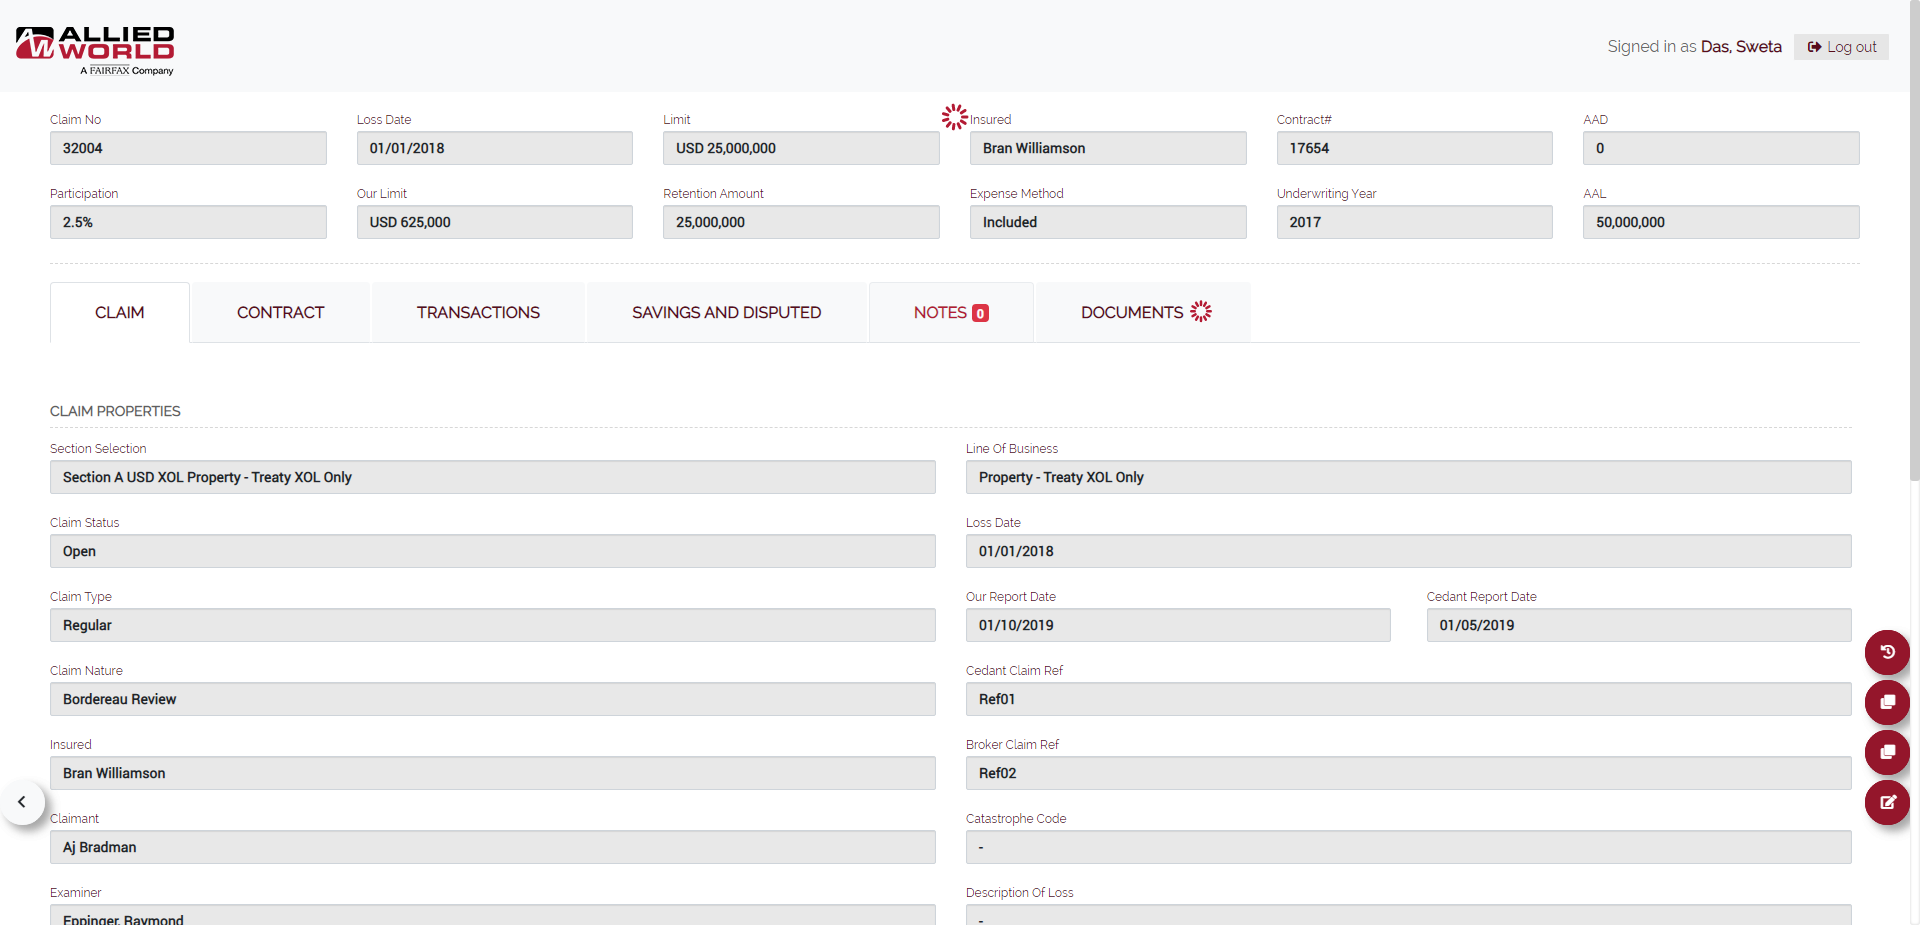 ALLIED
WORLD
A FAIRFAX Company
Signed in as Das, Sweta
Log out
Claim No
Loss Date
Limit
Insured
Contract#
AAD
32004
01/01/2018
USD 25,000,000
Bran Williamson
17654
0
Participation
Our Limit
Retention Amount
Expense Method
Underwriting Year
AAL
2.5%
USD 625,000
25,000,000
Included
2017
50,000,000
CLAIM
CONTRACT
TRANSACTIONS
SAVINGS AND DISPUTED
NOTES 0
DOCUMENTS
CLAIM PROPERTIES
Section Selection
Line Of Business
Section A USD XOL Property - Treaty XOL Only
Property - Treaty XOL Only
Claim Status
Loss Date
Open
01/01/2018
Claim Type
Our Report Date
Cedant Report Date
Regular
01/10/2019
01/05/2019
Claim Nature
Cedant Claim Ref
Bordereau Review
Ref01
Insured
Broker Claim Ref
Bran Williamson
Ref02
Claimant
Catastrophe Code
Aj Bradman
-
Examiner
Description Of Loss
Eppinger, Raymond
-